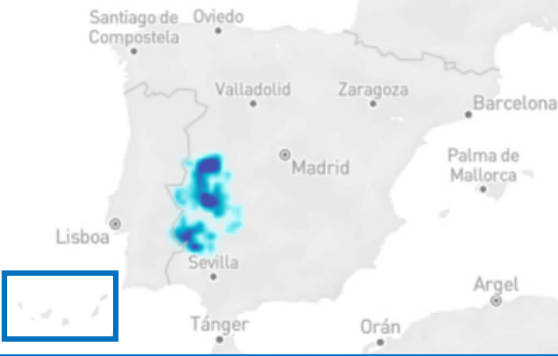 Santiago de
Compostela
Oviedo
Valladolid
Zaragoza
Barcelona
Madrid
Palma de
Mallorca
Lisboa
Sevilla
Argel
Tánger
Orán